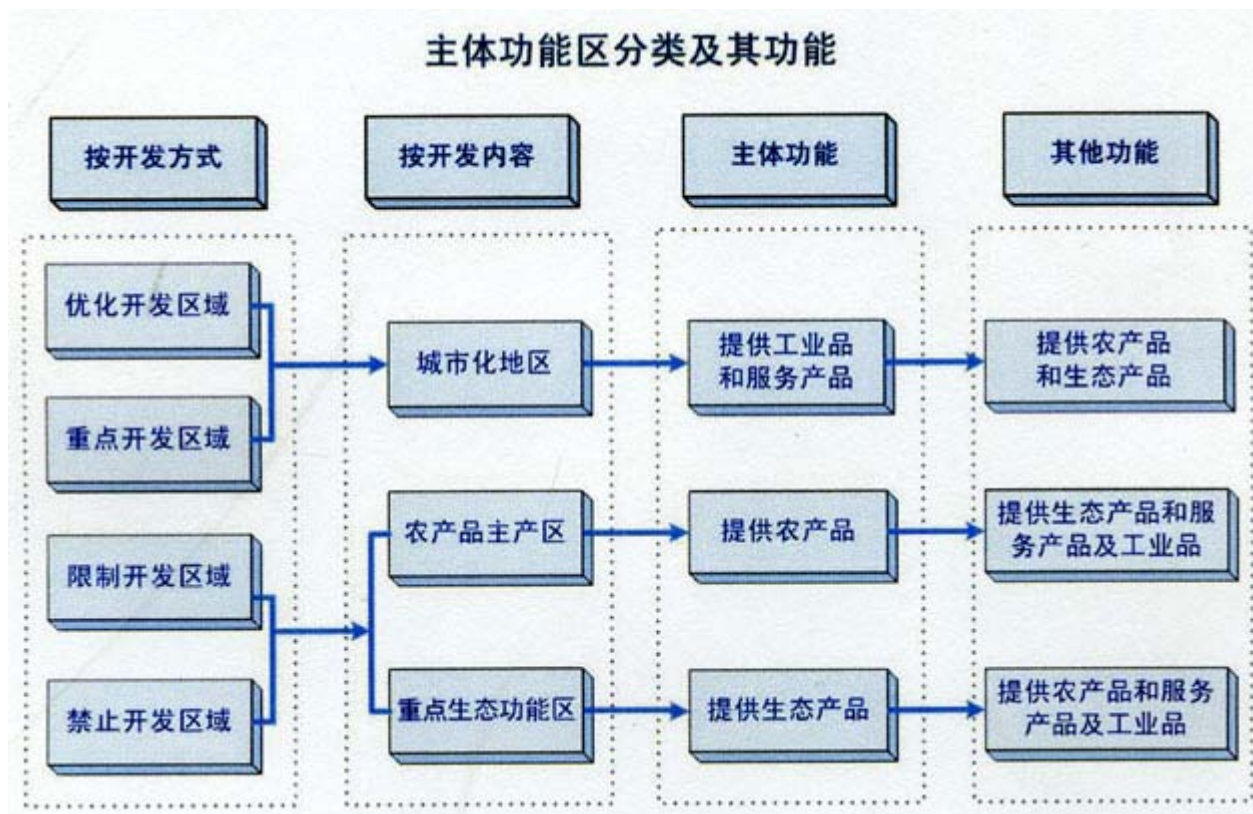 主体功能区分类及其功能
按开发方式
按开发内容
主体功能
其他功能
优化开发区域
重点开发区域
限制开发区域
禁止开发区域
城市化地区
农产品主产区
重点生态功能区
提供工业品
和服务产品
提供农产品
提供生态产品
提供农产品
和生态产品
提供生态产品和服
务产品及工业品
提供农产品和服务
产品及工业品